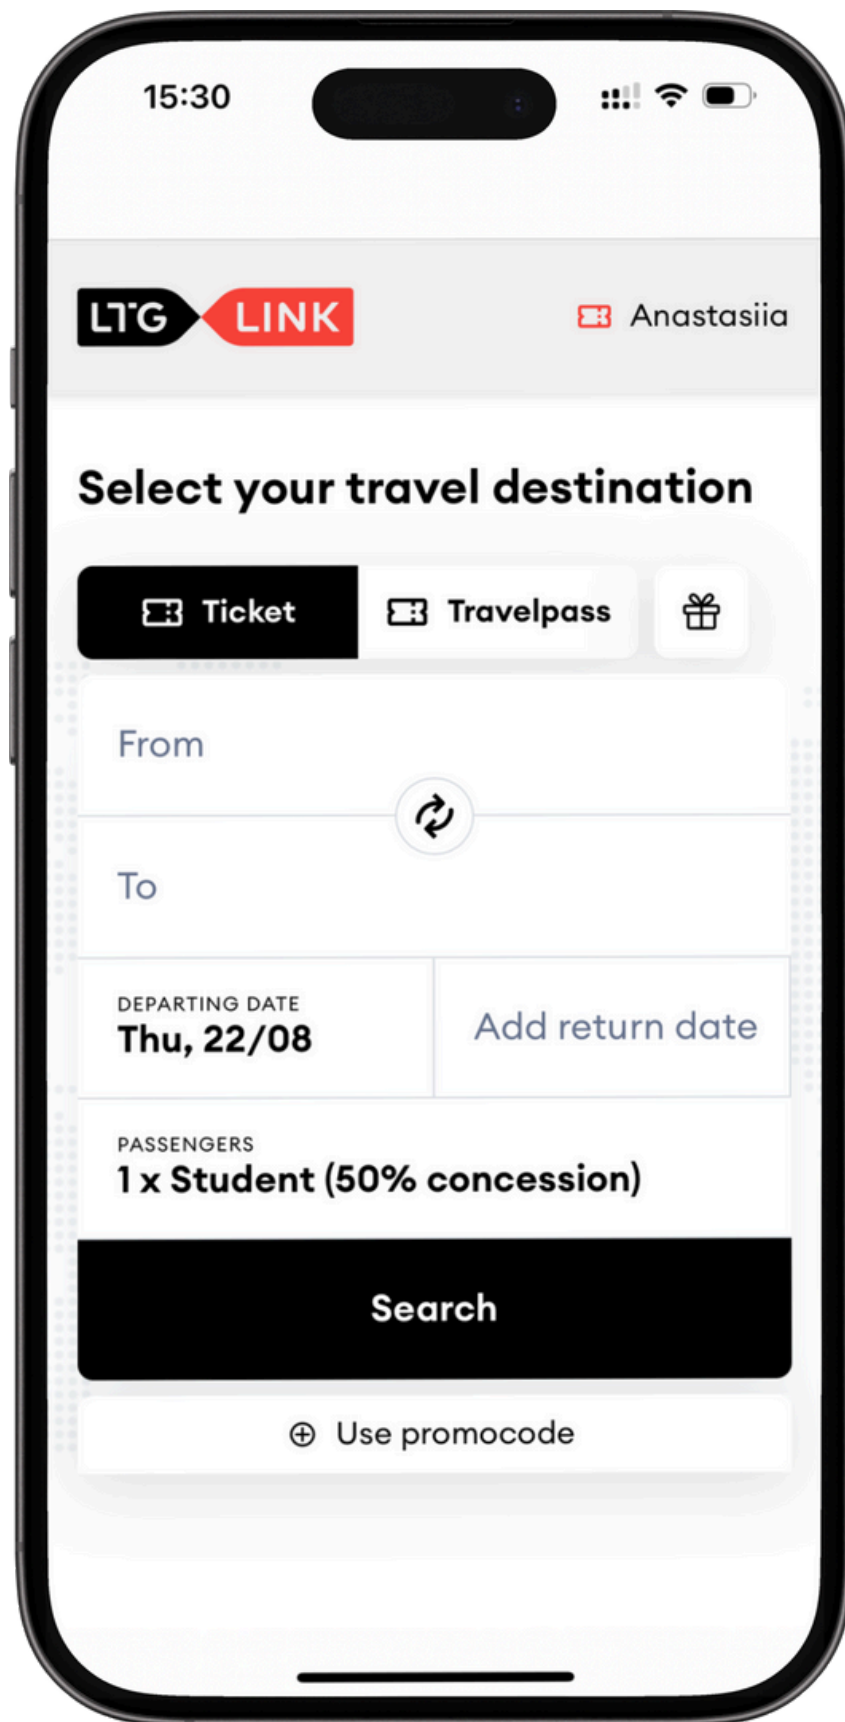 15:30
LTG LINK
Anastasiia
Select your travel destination
Ticket
Travelpass
From
To
DEPARTING DATE
Thu, 22/08
Add return date
PASSENGERS
1 x Student (50% concession)
Search
Use promocode